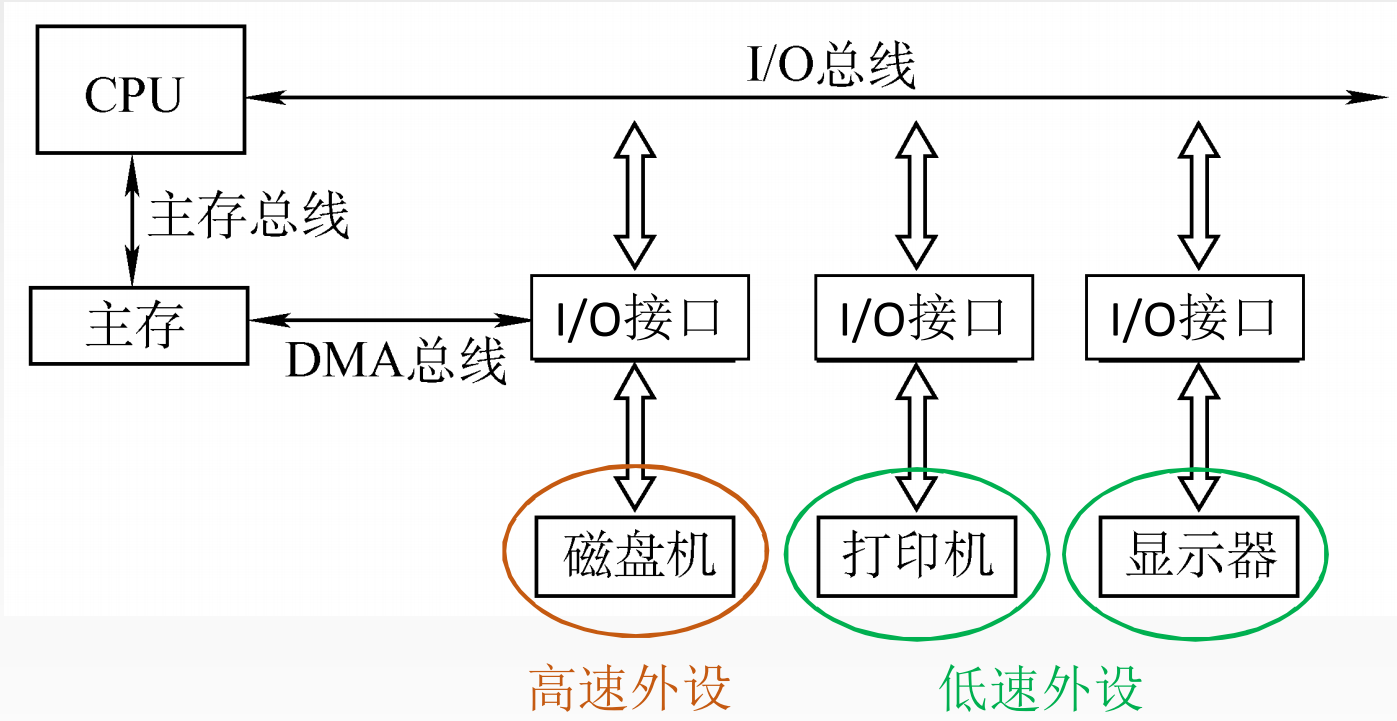 I/O总线
CPU
主存总线
主存
DMA总线
I/O接口
I/O接口
I/O接口
磁盘机
打印机
显示器
高速外设
低速外设